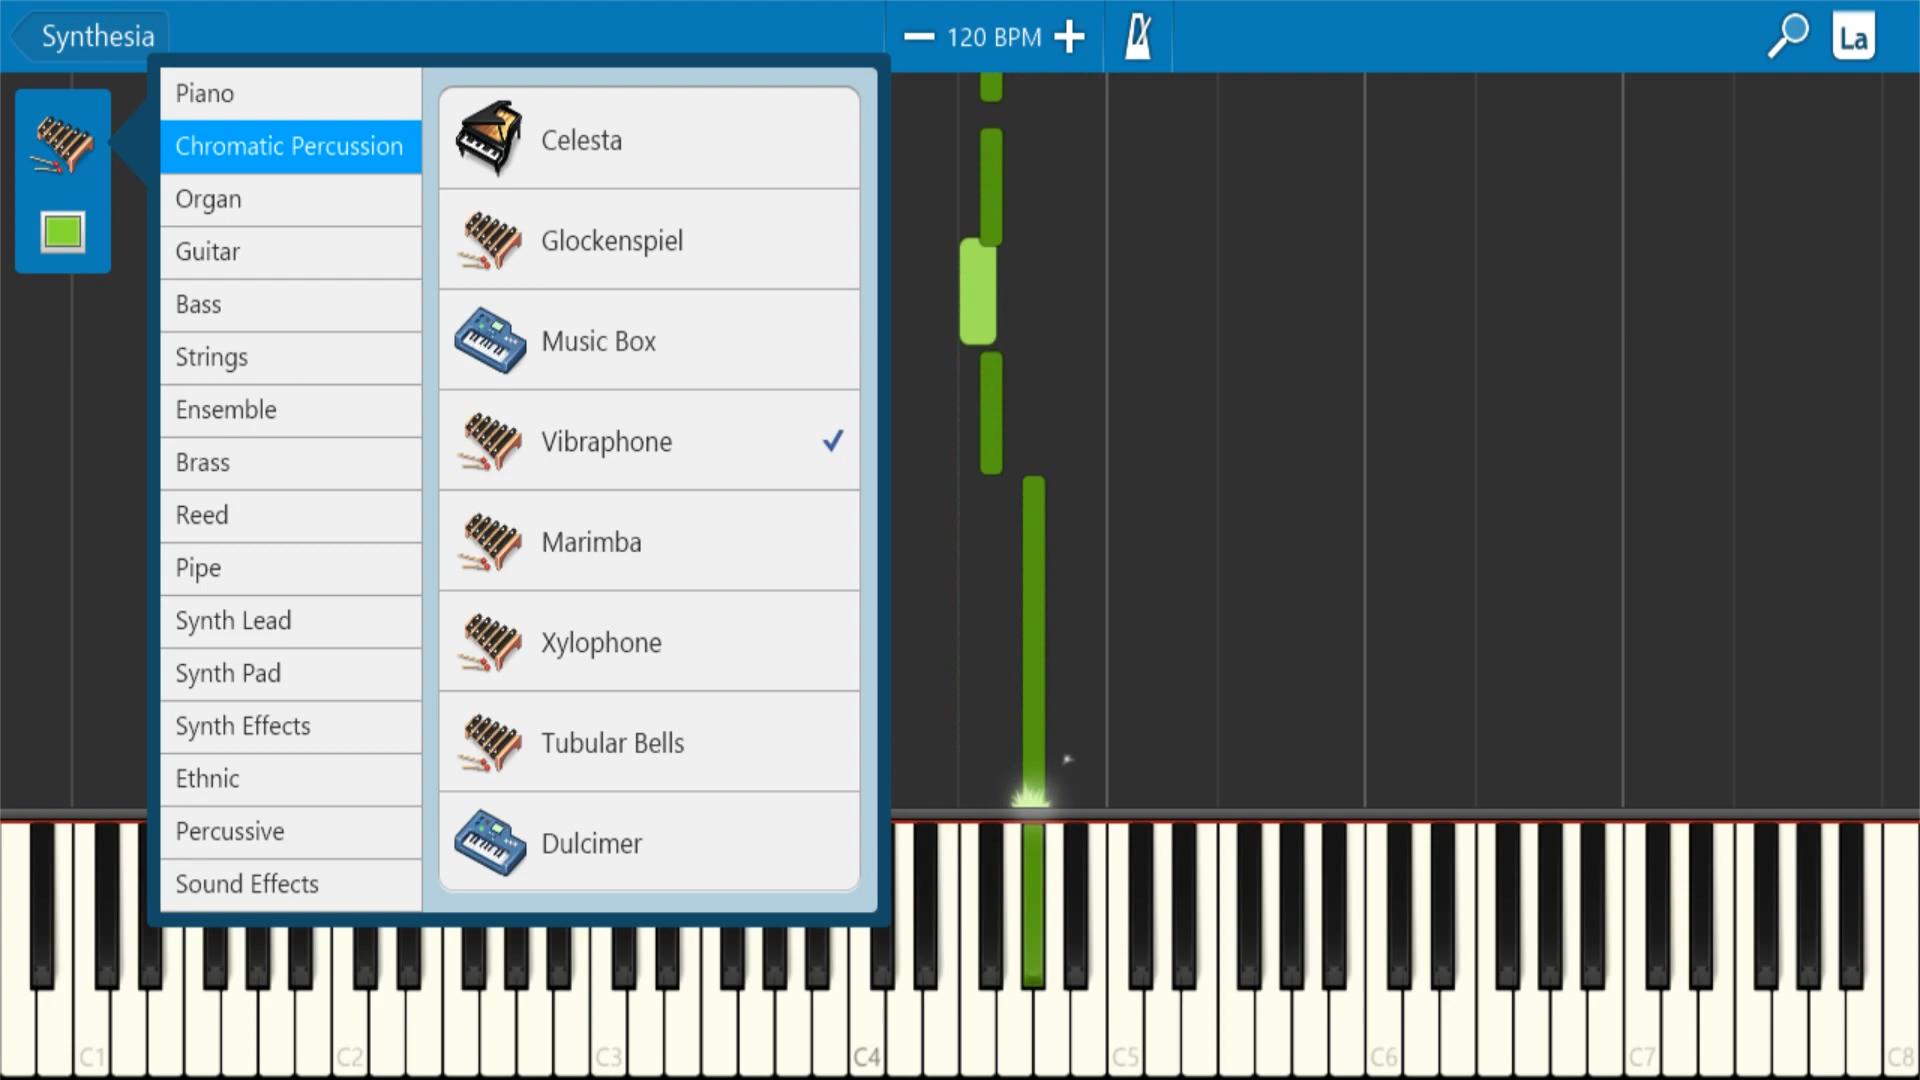 Synthesia
120 BPM
La
Piano
Chromatic Percussion
Organ
Guitar
Bass
Strings
Ensemble
Brass
Reed
Pipe
Synth Lead
Synth Pad
Synth Effects
Ethnic
Percussive
Sound Effects
Celesta
Glockenspiel
Music Box
Vibraphone
Marimba
Xylophone
Tubular Bells
Dulcimer
C1 C2 C3 C4 C5 C6 C7 C8